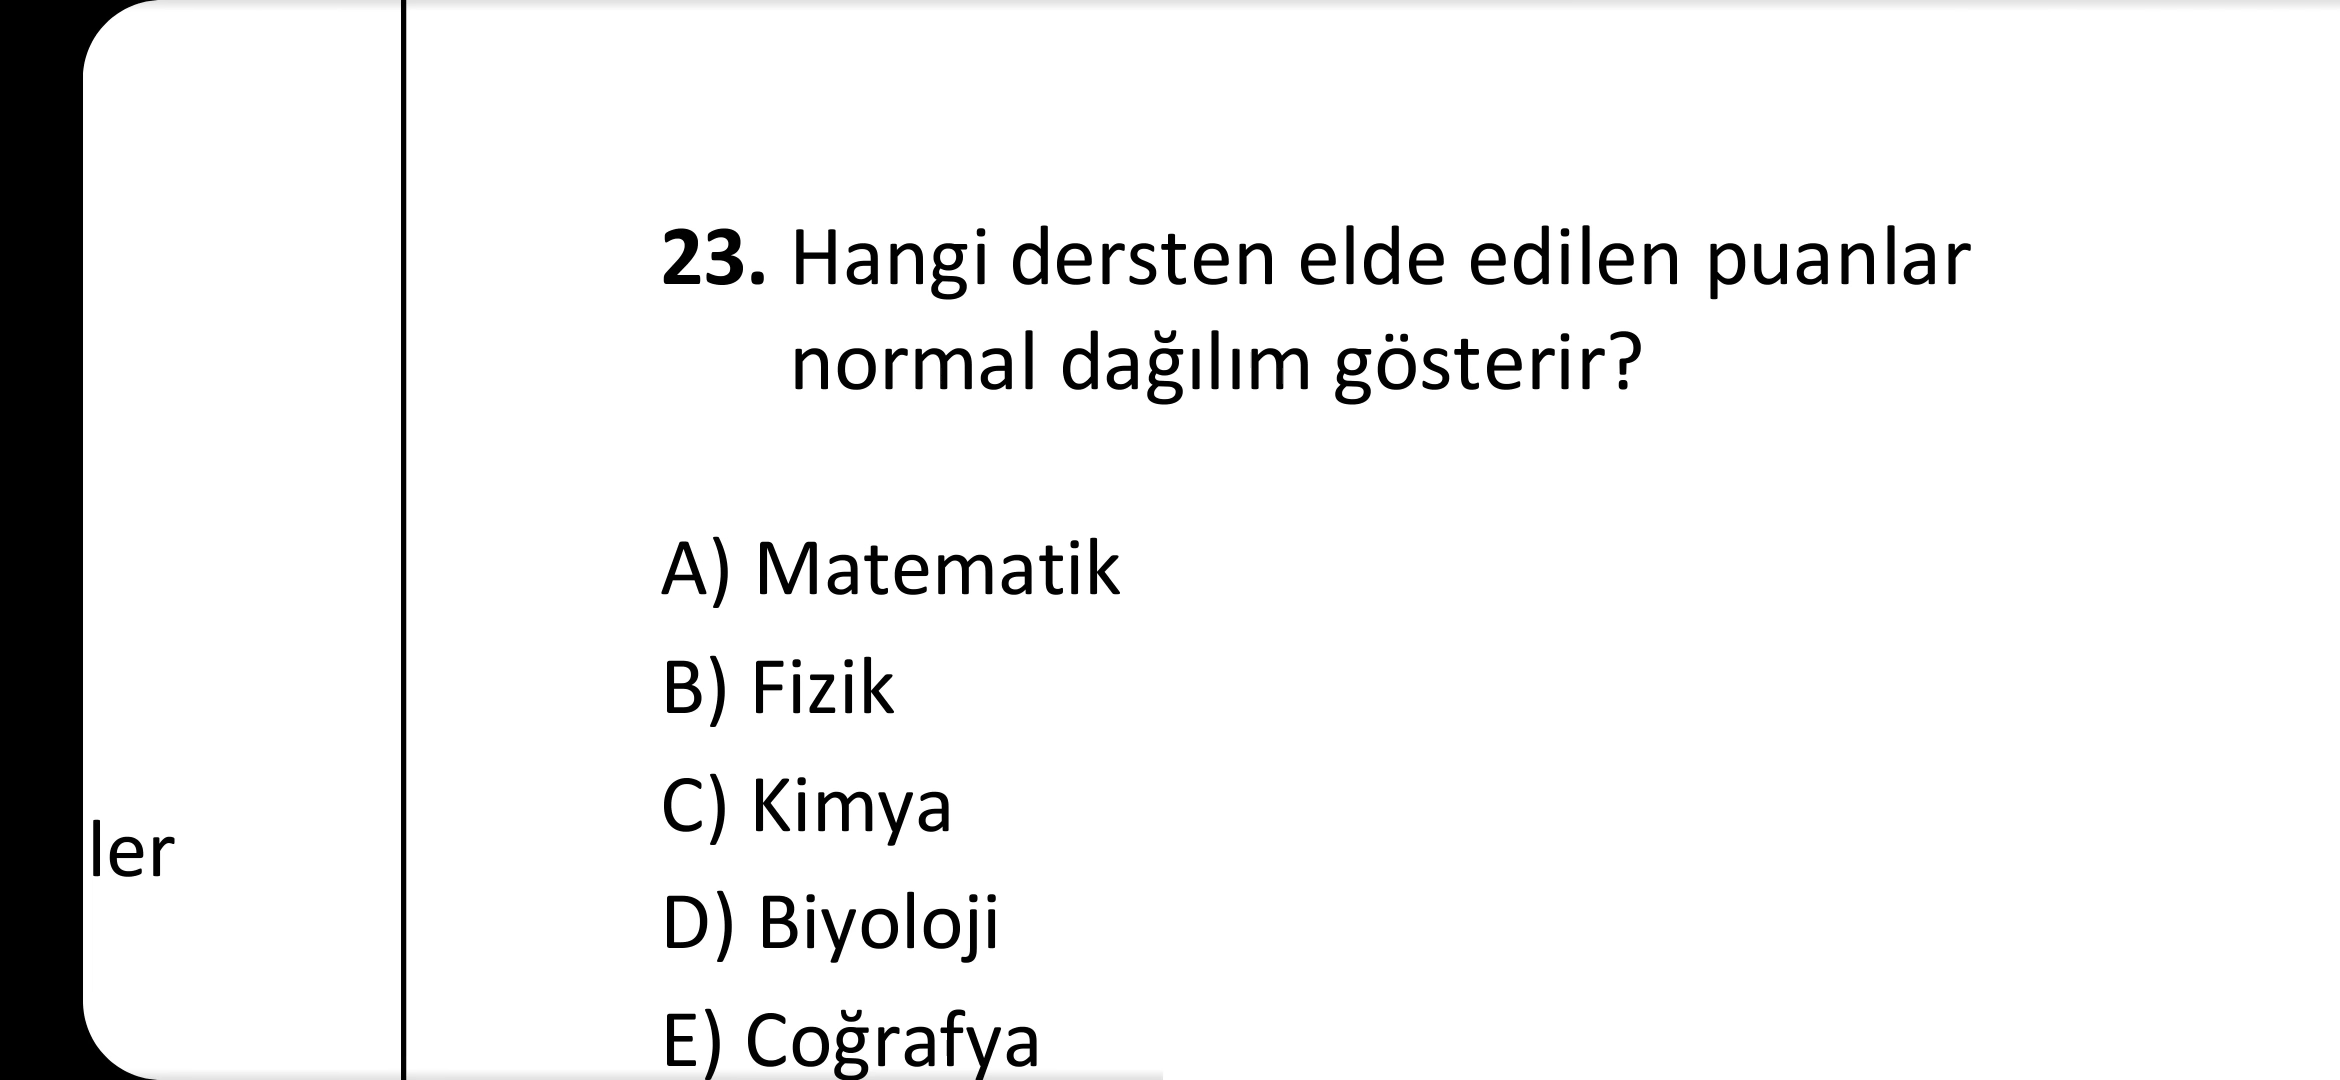 23. Hangi dersten elde edilen puanlar
normal dağılım gösterir?
A) Matematik
B) Fizik
C) Kimya
D) Biyoloji
E) Coğrafya
ler